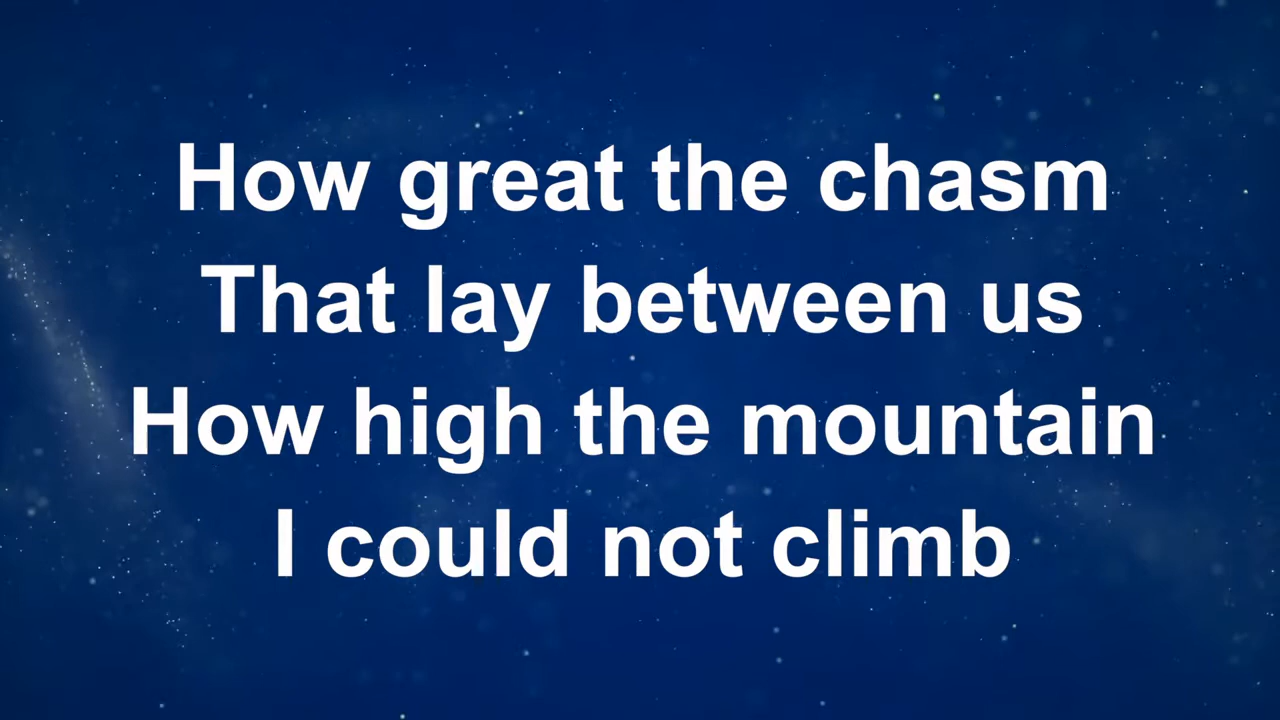 How great the chasm
That lay between us
How high the mountain
I could not climb